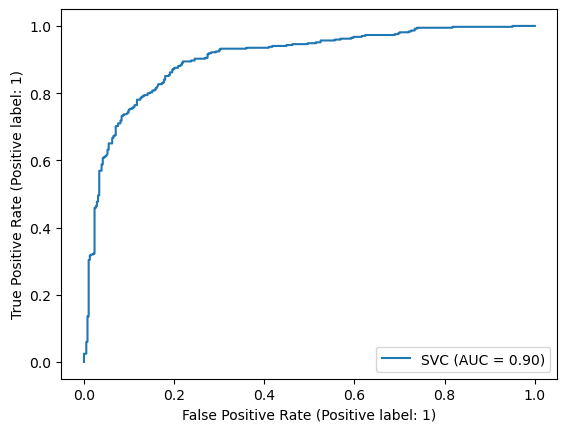 1.0
0.8
0.6
0.4
0.2
0.0
True Positive Rate (Positive label: 1)
SVC (AUC = 0.90)
0.0 0.2 0.4 0.6 0.8 1.0
False Positive Rate (Positive label: 1)